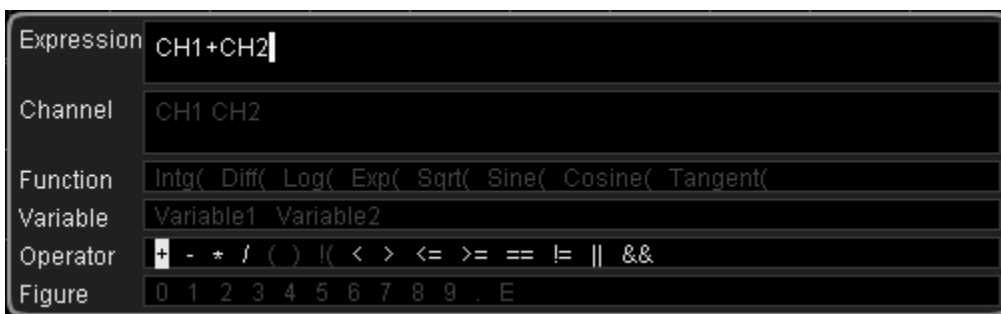 Expression CH1+CH2
Channel CH1 CH2
Function Intg( Diff( Log( Exp( Sqrt( Sine( Cosine( Tangent(
Variable Variable1 Variable2
Operator + - * / ( ) !( < > <= >= == != || &&
Figure 0 1 2 3 4 5 6 7 8 9 . E